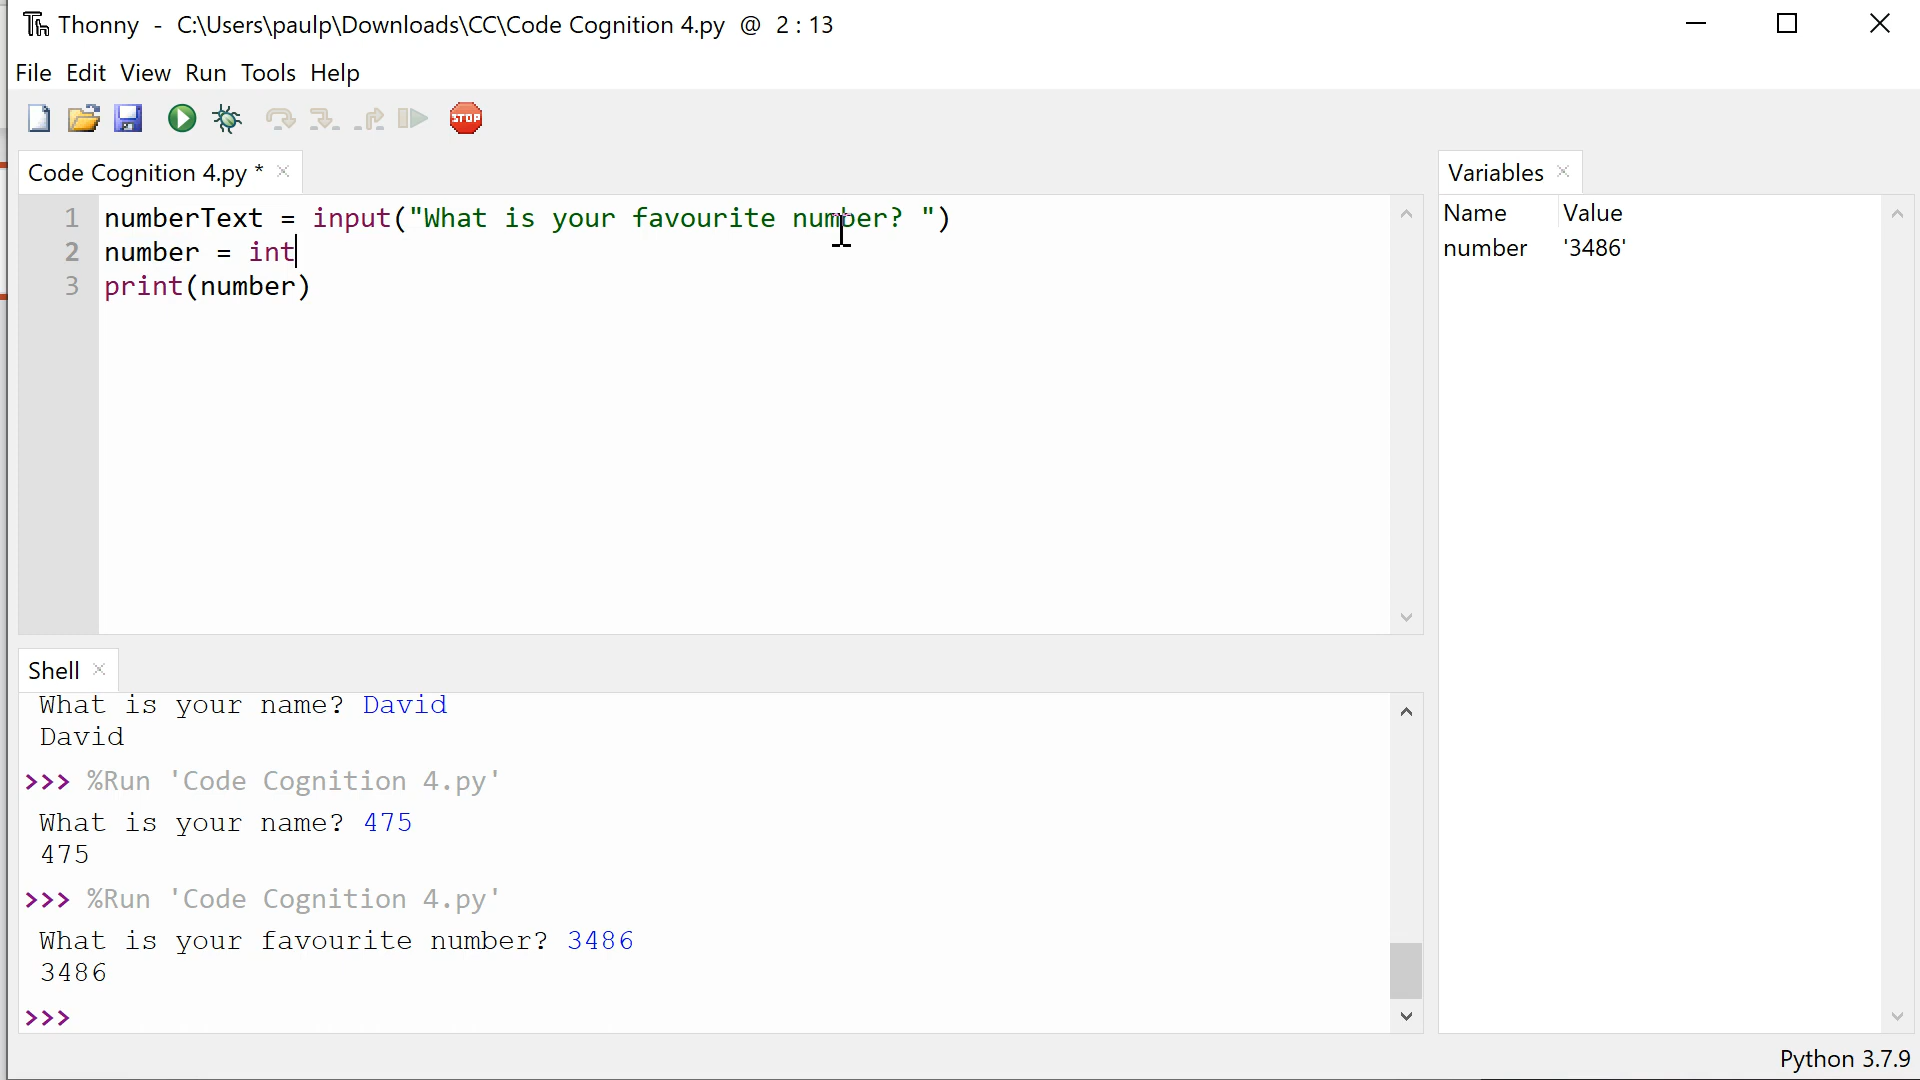 Thonny - C:\Users\paulp\Downloads\CC\Code Cognition 4.py @ 2 : 13
File Edit View Run Tools Help
STOP
Code Cognition 4.py *
1 numberText = input("What is your favourite number? ")
2 number = int
3 print(number)
Variables
Name Value
number '3486'
Shell
What is your name? David
David
>>> %Run 'Code Cognition 4.py'
What is your name? 475
475
>>> %Run 'Code Cognition 4.py'
What is your favourite number? 3486
3486
>>>
Python 3.7.9